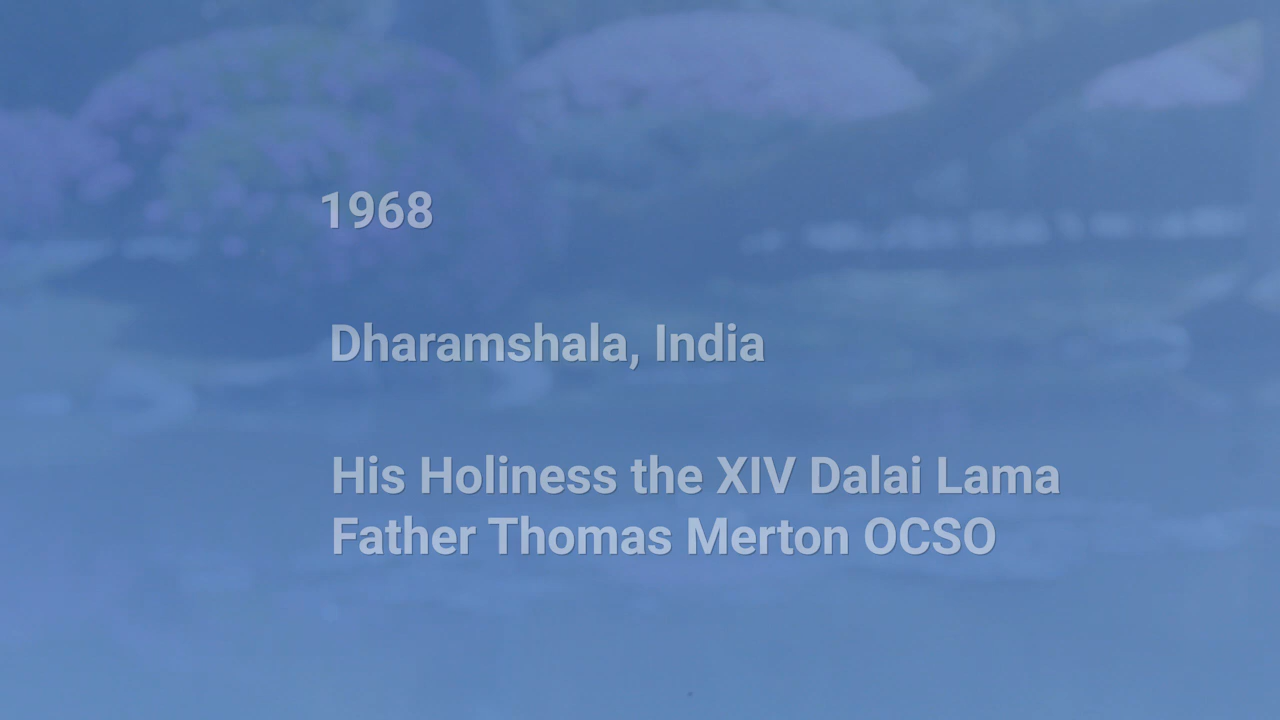 1968
Dharamshala, India
His Holiness the XIV Dalai Lama
Father Thomas Merton OCSO